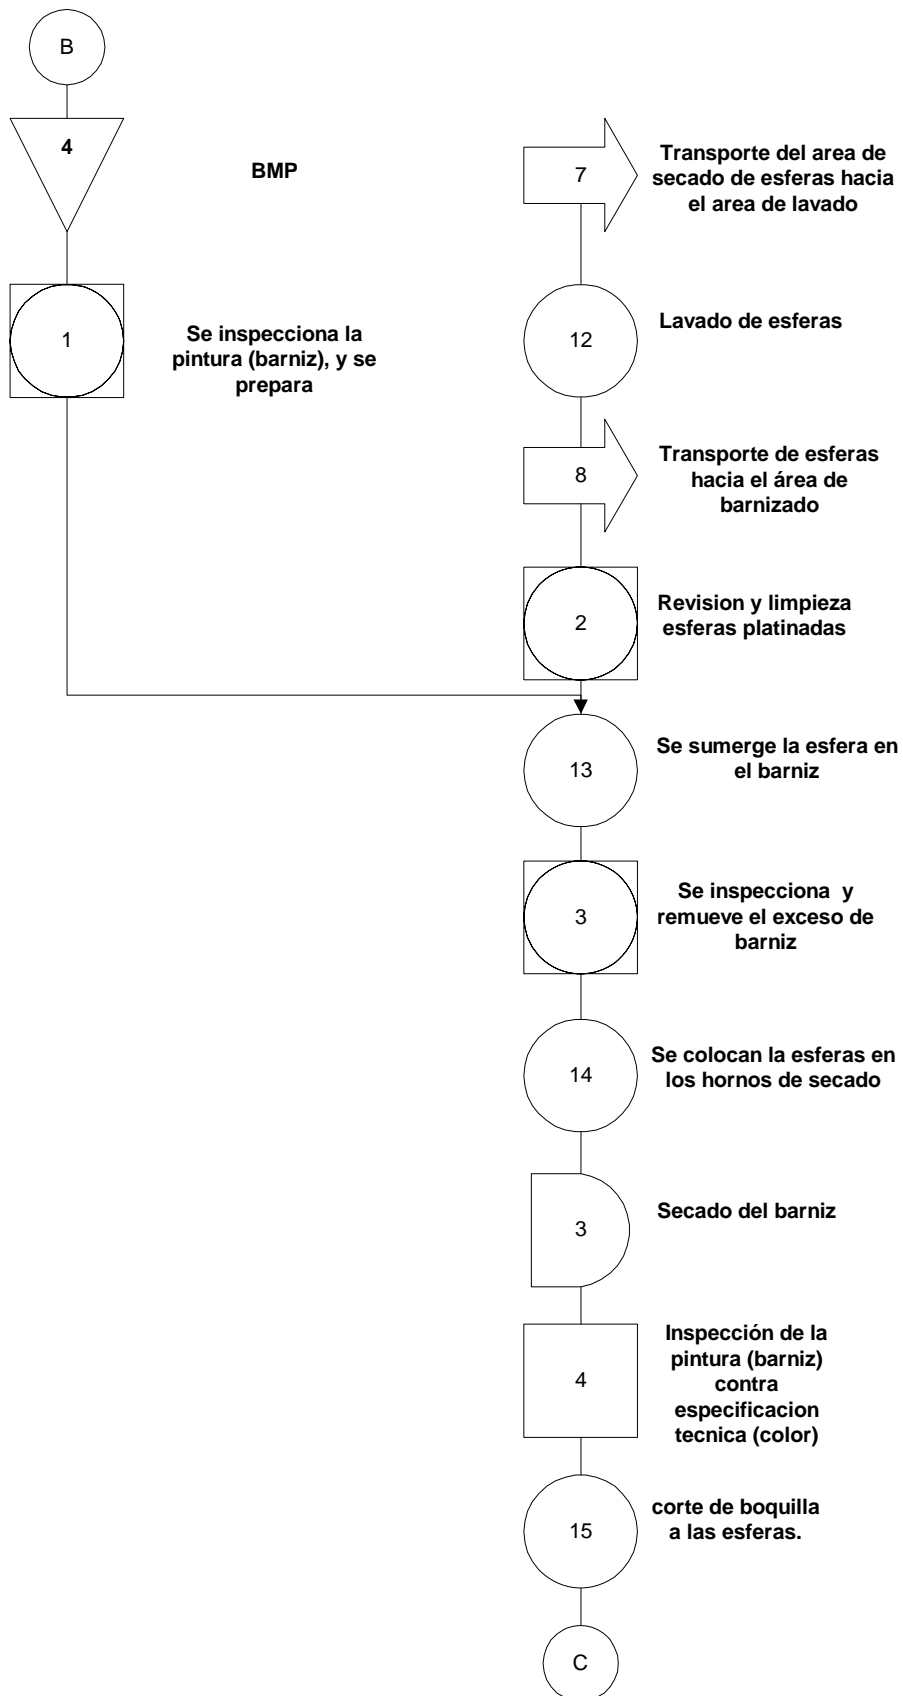 B
4
BMP
7
Transporte del area de
secado de esferas hacia
el area de lavado
1
Se inspecciona la
pintura (barniz), y se
prepara
12
Lavado de esferas
8
Transporte de esferas
hacia el área de
barnizado
2
Revision y limpieza
esferas platinadas
13
Se sumerge la esfera en
el barniz
3
Se inspecciona y
remueve el exceso de
barniz
14
Se colocan la esferas en
los hornos de secado
3
Secado del barniz
4
Inspección de la
pintura (barniz)
contra
especificacion
tecnica (color)
15
corte de boquilla
a las esferas.
C